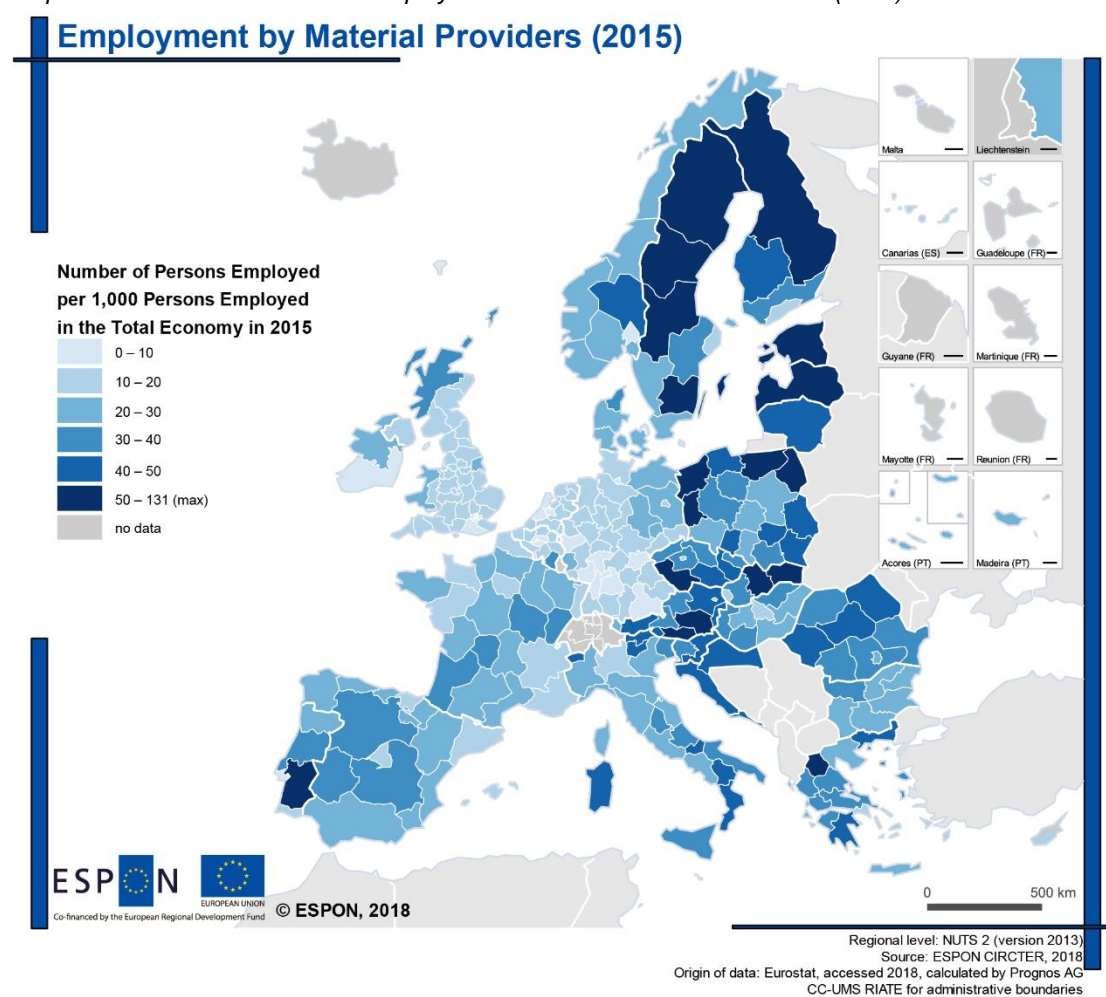 Employment by Material Providers (2015)
Malta
Liechtenstein
Canarias (ES)
Guadeloupe (FR)
Number of Persons Employed
per 1,000 Persons Employed
in the Total Economy in 2015
0 – 10
10 – 20
20 – 30
30 – 40
40 – 50
50 – 131 (max)
no data
Guyane (FR)
Martinique (FR)
Mayotte (FR)
Reunion (FR)
Acores (PT)
Madeira (PT)
ESPON
EUROPEAN UNION
Co-financed by the European Regional Development Fund
© ESPON, 2018
0
500 km
Regional level: NUTS 2 (version 2013)
Source: ESPON CIRCTER, 2018
Origin of data: Eurostat, accessed 2018, calculated by Prognos AG
CC-UMS RIATE for administrative boundaries